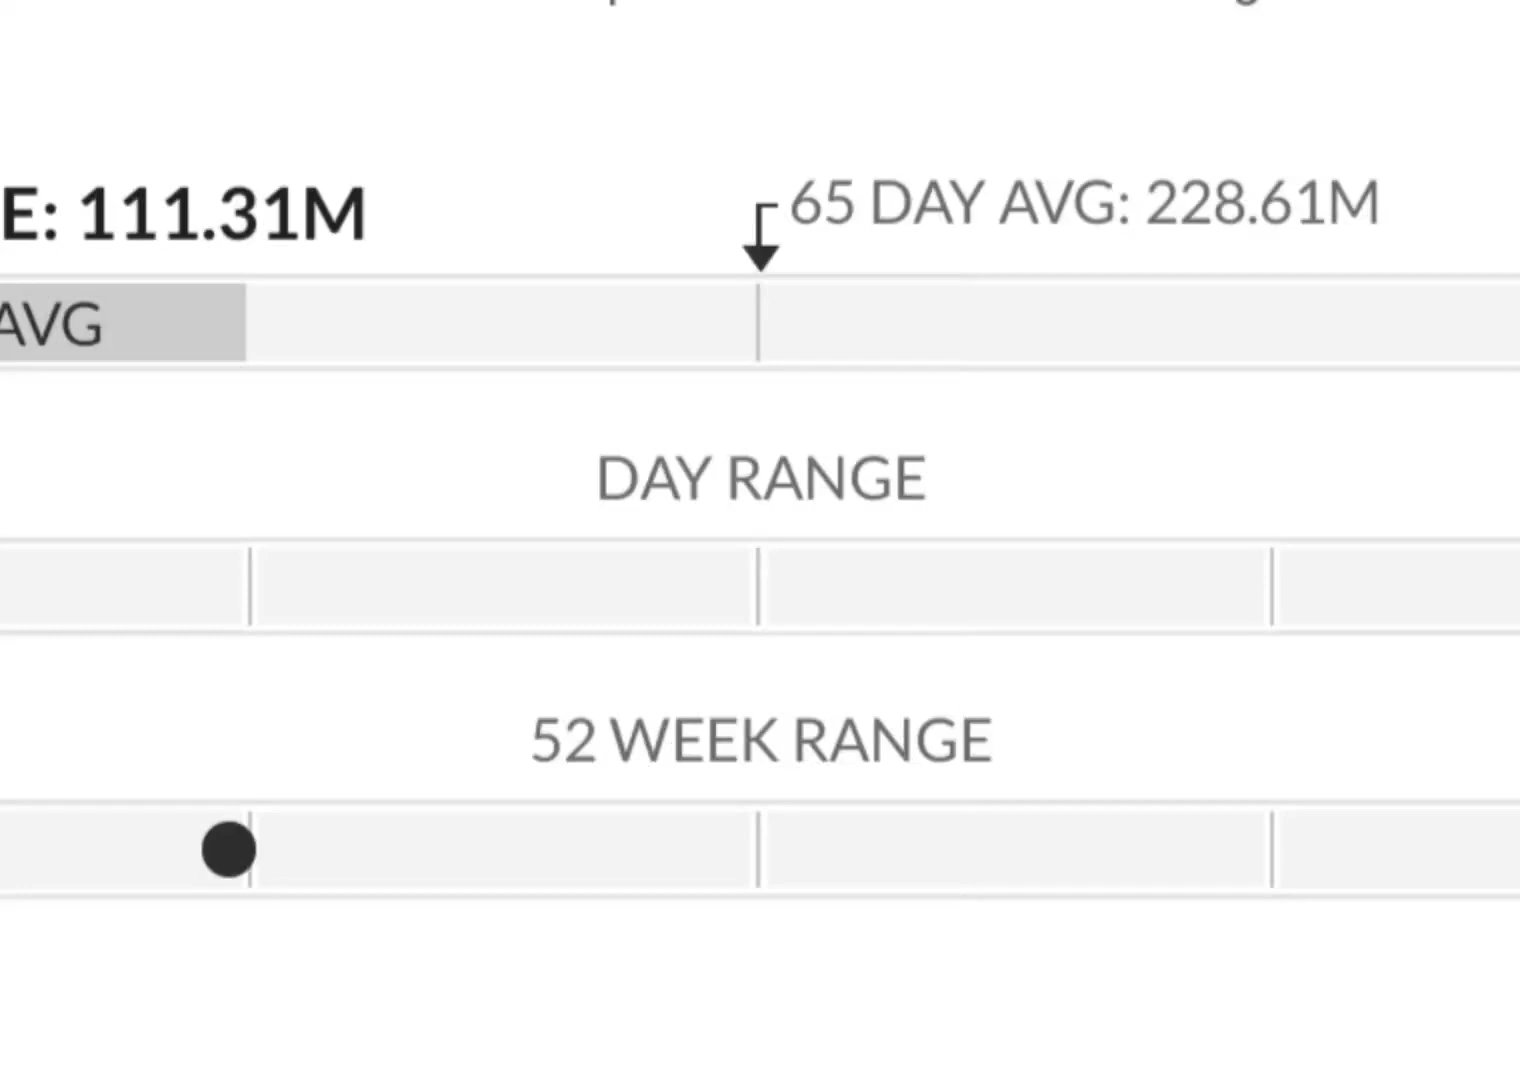 E: 111.31M
65 DAY AVG: 228.61M
AVG
DAY RANGE
52 WEEK RANGE